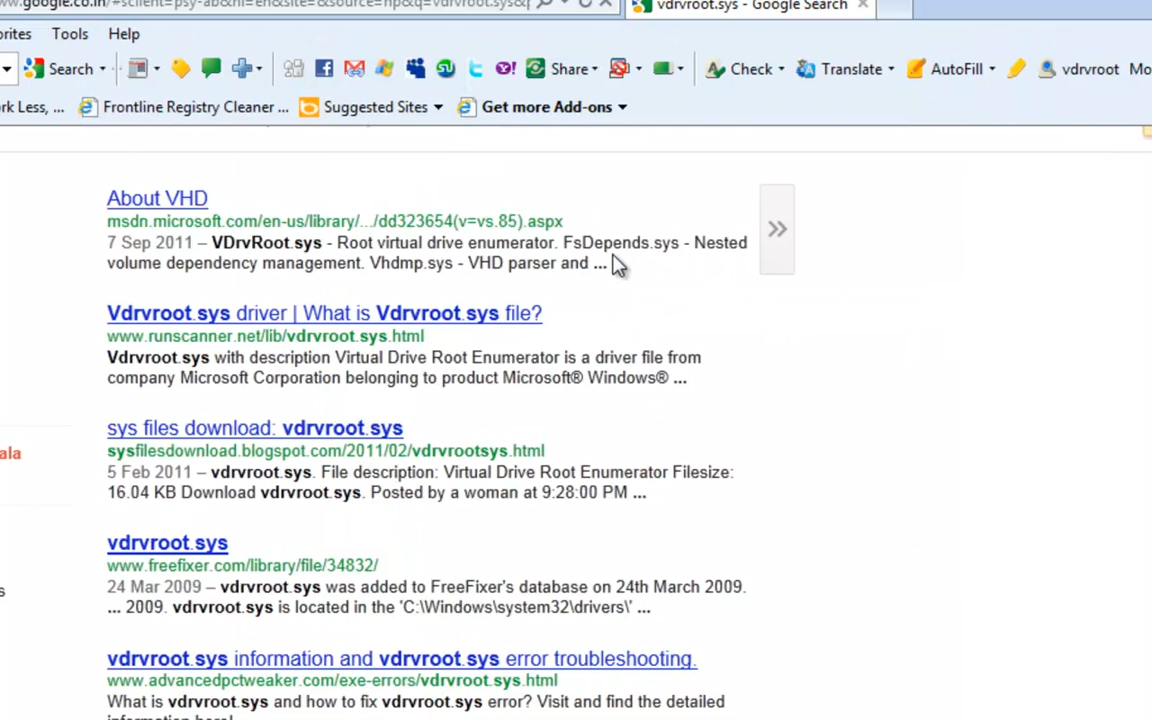 www.google.co.in/#sclient=psy-ab&hl=en&site=&source=hp&q=vdrvroot.sys&
vdrvroot.sys - Google Search
orites Tools Help
Search Share Check Translate AutoFill vdrvroot Mo
rk Less, ... Frontline Registry Cleaner ... Suggested Sites Get more Add-ons
About VHD
msdn.microsoft.com/en-us/library/.../dd323654(v=vs.85).aspx
7 Sep 2011 – VDrvRoot.sys - Root virtual drive enumerator. FsDepends.sys - Nested
volume dependency management. Vhdmp.sys - VHD parser and ...
Vdrvroot.sys driver | What is Vdrvroot.sys file?
www.runscanner.net/lib/vdrvroot.sys.html
Vdrvroot.sys with description Virtual Drive Root Enumerator is a driver file from
company Microsoft Corporation belonging to product Microsoft® Windows® ...
sys files download: vdrvroot.sys
ala
sysfilesdownload.blogspot.com/2011/02/vdrvrootsys.html
5 Feb 2011 – vdrvroot.sys. File description: Virtual Drive Root Enumerator Filesize:
16.04 KB Download vdrvroot.sys. Posted by a woman at 9:28:00 PM ...
vdrvroot.sys
www.freefixer.com/library/file/34832/
s
24 Mar 2009 – vdrvroot.sys was added to FreeFixer's database on 24th March 2009.
... 2009. vdrvroot.sys is located in the 'C:\Windows\system32\drivers\' ...
vdrvroot.sys information and vdrvroot.sys error troubleshooting.
www.advancedpctweaker.com/exe-errors/vdrvroot.sys.html
What is vdrvroot.sys and how to fix vdrvroot.sys error? Visit and find the detailed
information here!